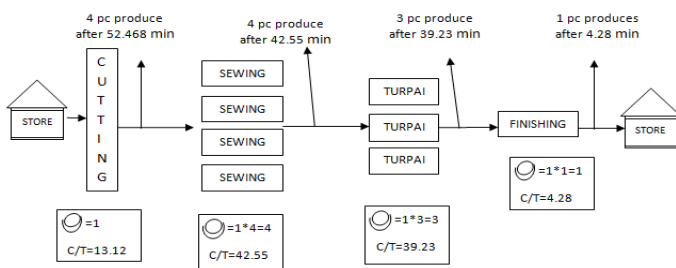 4 pc produce
after 52.468 min
4 pc produce
after 42.55 min
3 pc produce
after 39.23 min
1 pc produces
after 4.28 min
STORE
CUTTING
SEWING
SEWING
SEWING
SEWING
TURPAI
TURPAI
TURPAI
FINISHING
STORE
=1
C/T=13.12
=1*4=4
C/T=42.55
=1*3=3
C/T=39.23
=1*1=1
C/T=4.28